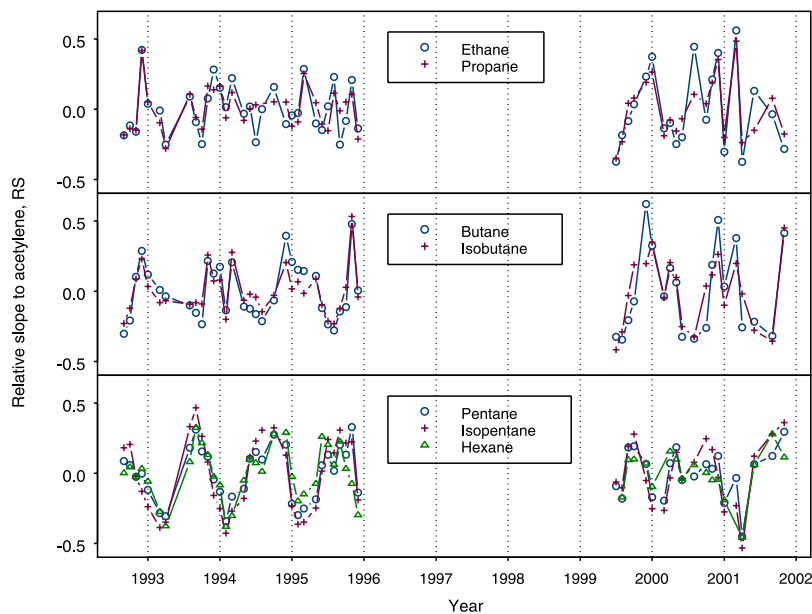 0.5
0.0
-0.5
Ethane
Propane
0.5
0.0
-0.5
Butane
Isobutane
0.5
0.0
-0.5
Pentane
Isopentane
Hexane
Relative slope to acetylene, RS
1993 1994 1995 1996 1997 1998 1999 2000 2001 2002
Year